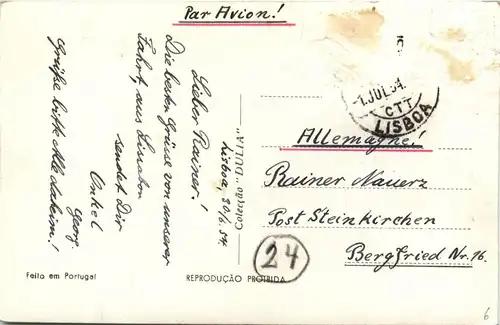 Par Avion!
Lisboa, 30/6.54.
Lieber Rainer!
Die besten Grüsse von unserer
Fahrt aus Lissabon
sendet Dir
Onkel
Georg.
Grüße bitte Alle daheim!
Colecção "DULIA"
-1.JUL.54.
CTT
LISBOA
Allemagne!
Rainer Nauerz
Post Steinkirchen
Bergfried Nr. 16.
24
Feito em Portugal
REPRODUÇÃO PROIBIDA
6